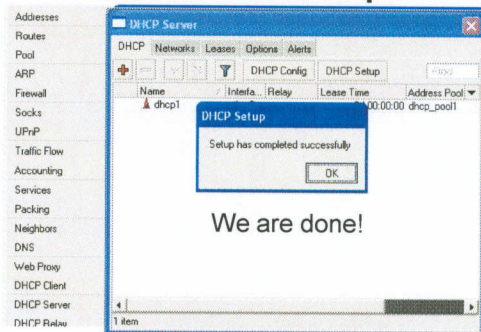 Addresses
Routes
Pool
ARP
Firewall
Socks
UPnP
Traffic Flow
Accounting
Services
Packing
Neighbors
DNS
Web Proxy
DHCP Client
DHCP Server
DHCP Relay
DHCP Server
DHCP Networks Leases Options Alerts
DHCP Config DHCP Setup Find
Name Interfa... Relay Lease Time Address Pool
dhcp1 00:00:00 dhcp_pool1
DHCP Setup
Setup has completed successfully
OK
We are done!
1 item